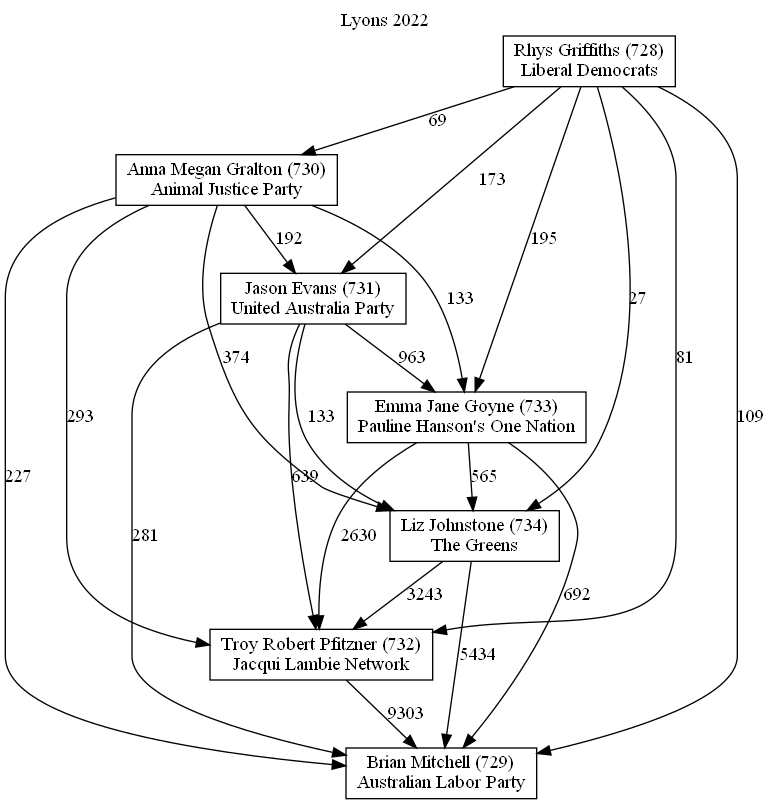 Lyons 2022
Rhys Griffiths (728)
Liberal Democrats
69
Anna Megan Gralton (730)
Animal Justice Party
173
192
195
Jason Evans (731)
United Australia Party
133
27
374
963
81
Emma Jane Goyne (733)
Pauline Hanson's One Nation
293
133
109
227
639
565
Liz Johnstone (734)
The Greens
281
2630
3243
692
Troy Robert Pfitzner (732)
Jacqui Lambie Network
5434
9303
Brian Mitchell (729)
Australian Labor Party